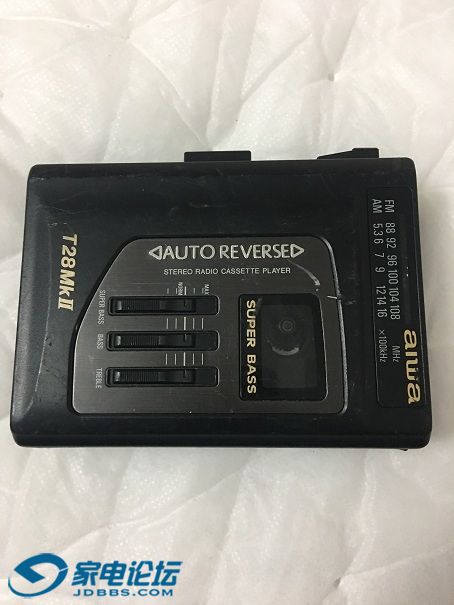 aiwa
FM 88 92 96 100 104 108 MHz
AM 5.3 6 7 9 12 14 16 ×100kHz
◁AUTO REVERSE▷
STEREO RADIO CASSETTE PLAYER
T28MkII
MAX
NORM
SUPER BASS
BASS
TREBLE
SUPER BASS
家电论坛
JDBBS.COM